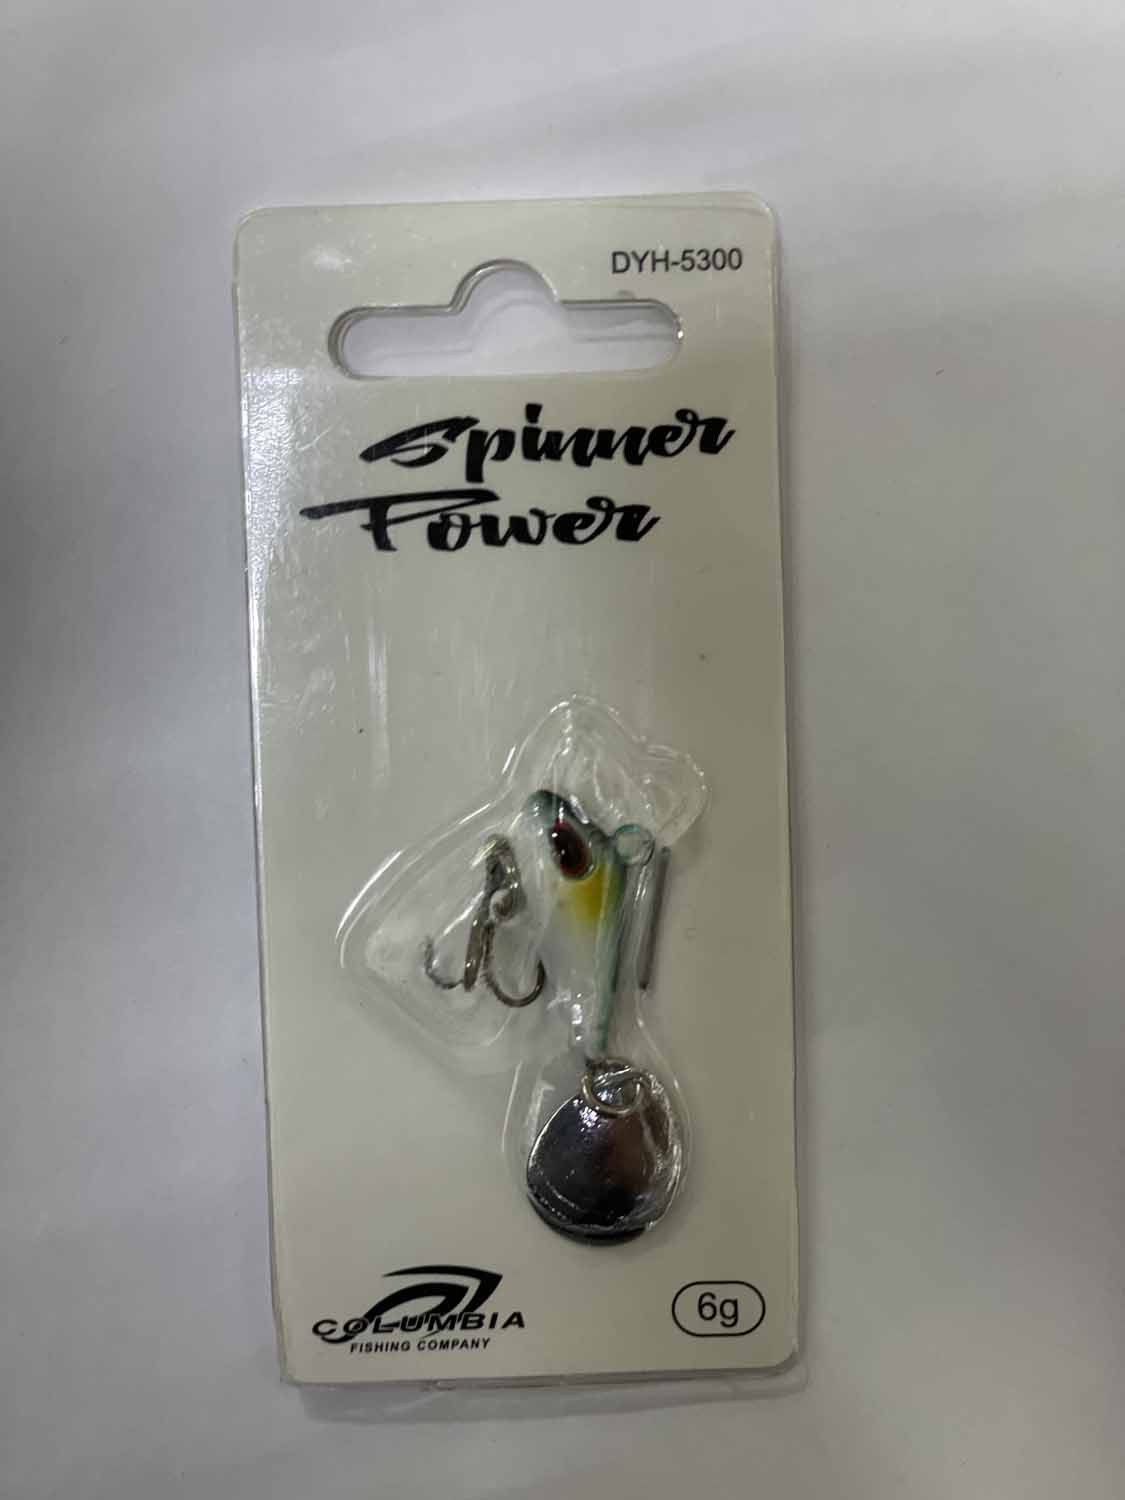 DYH-5300
Spinner
Power
COLUMBIA
FISHING COMPANY
6g